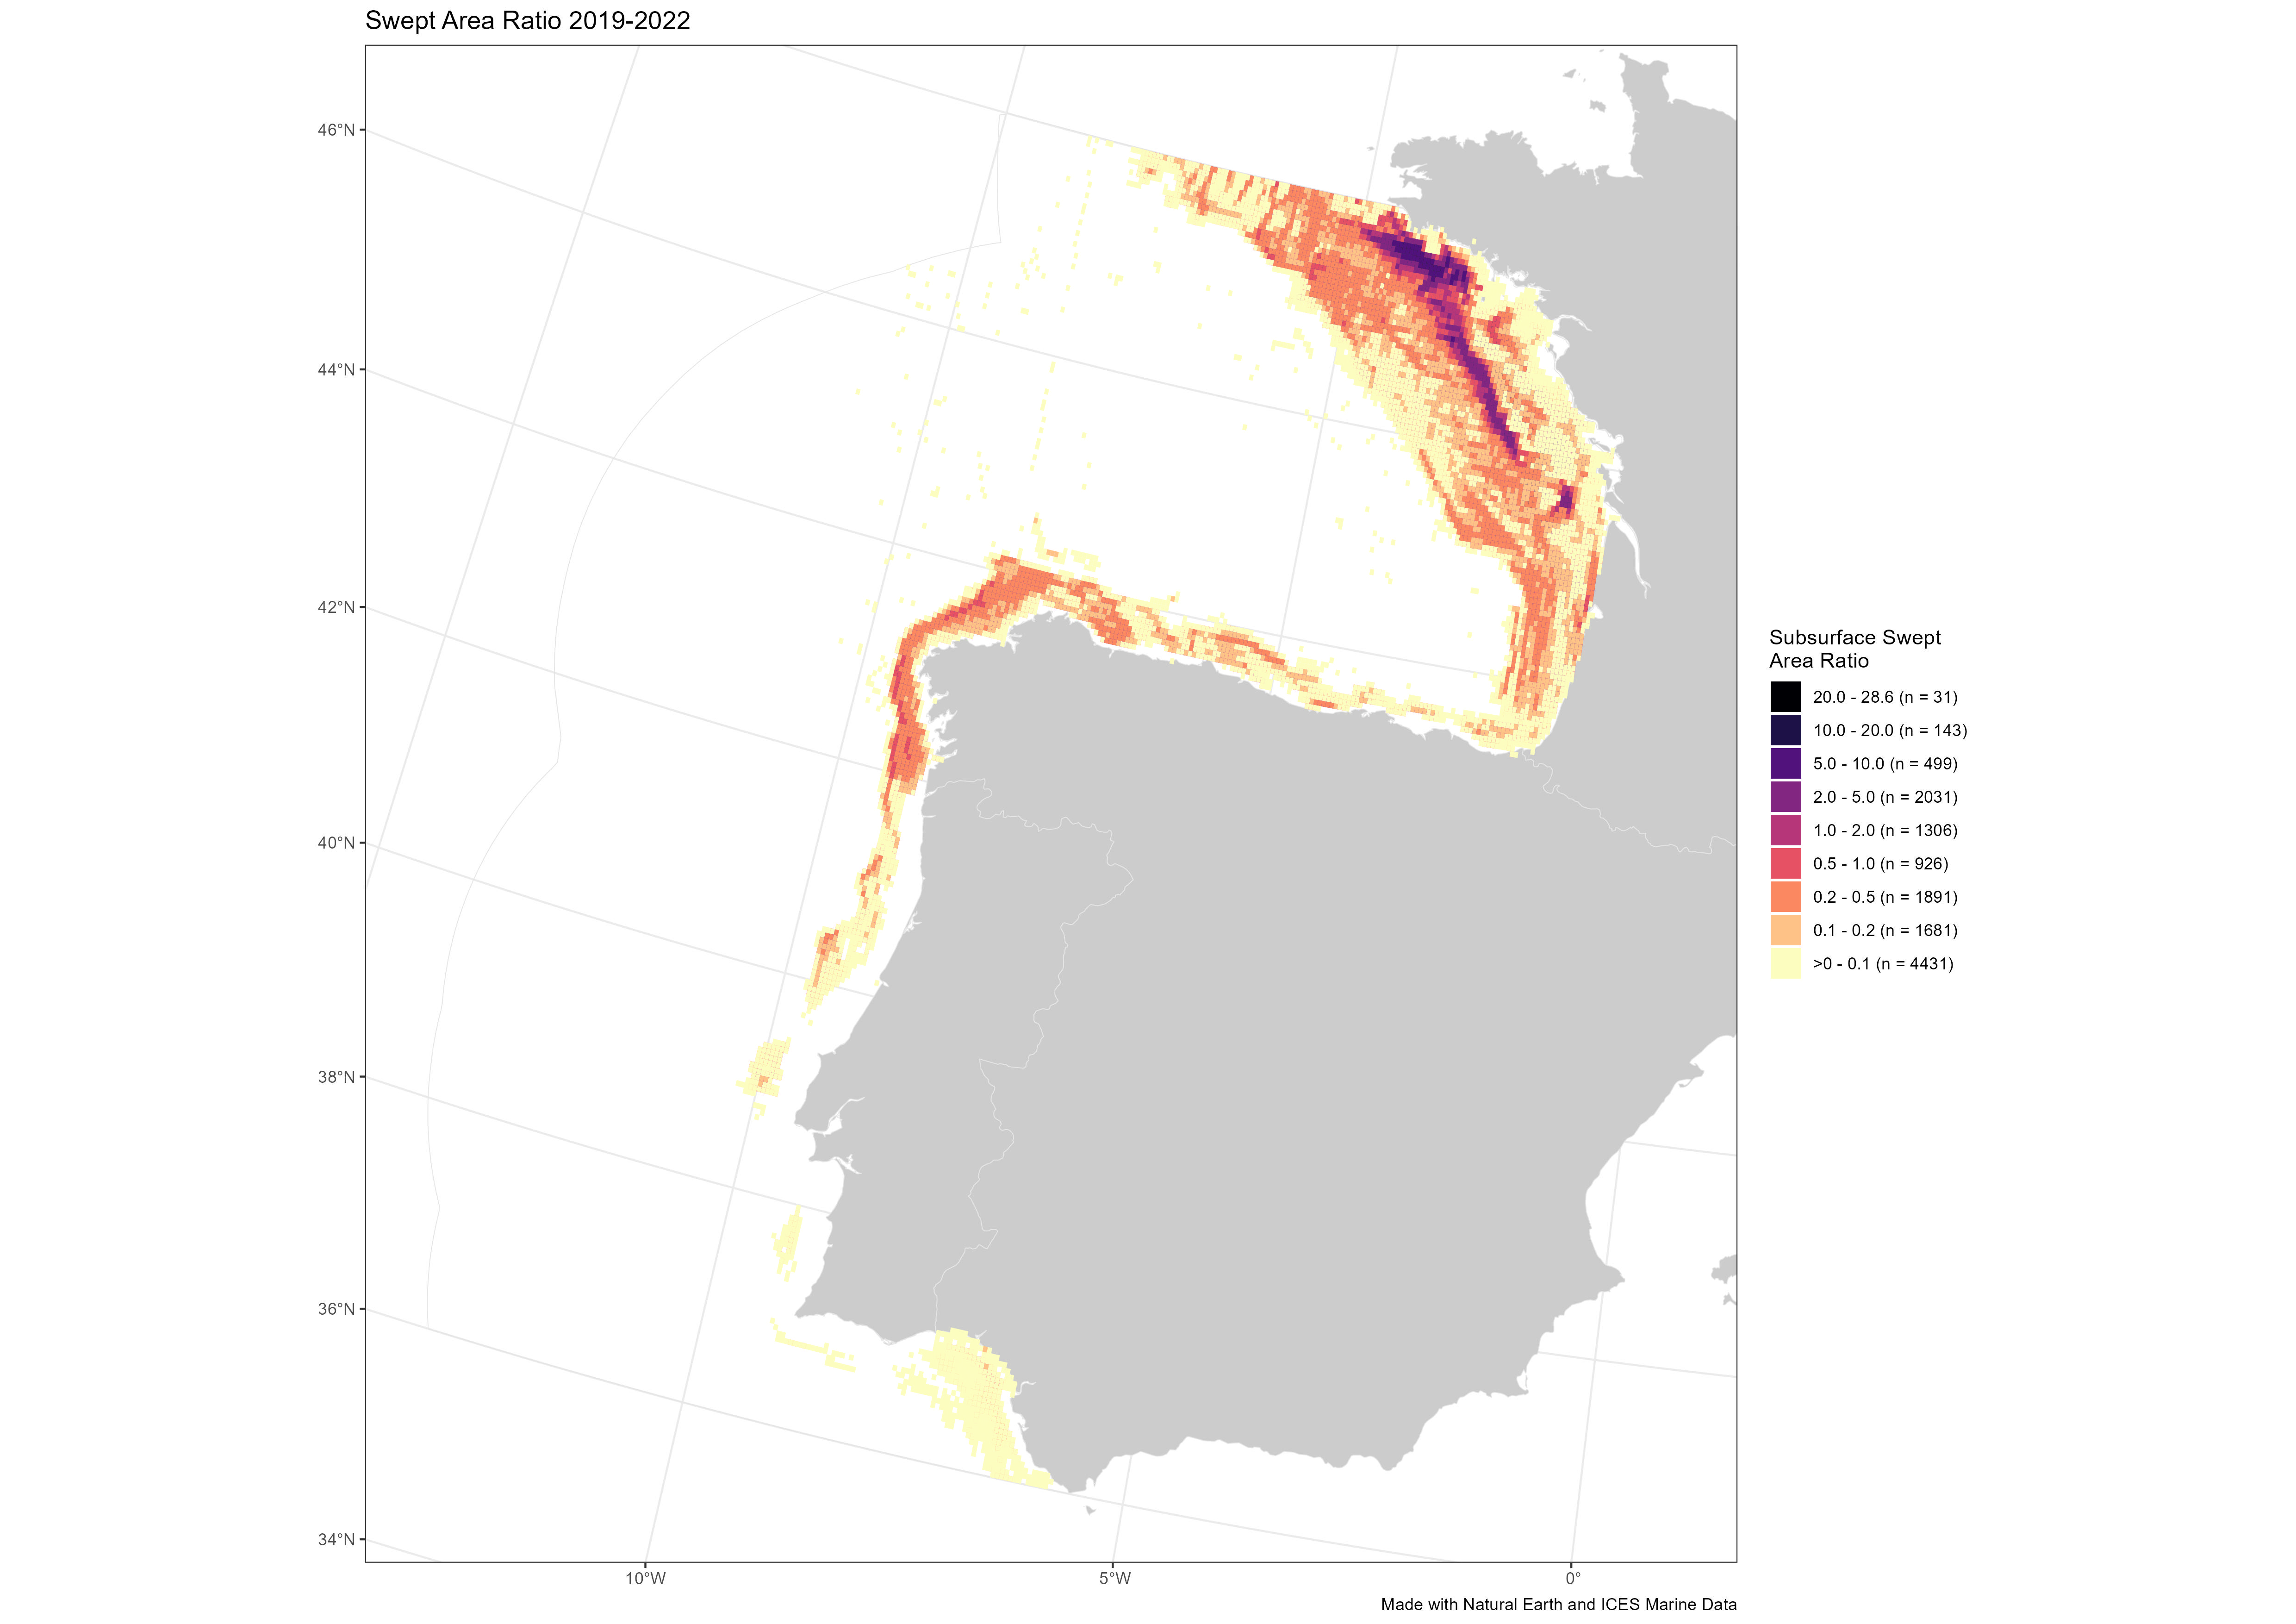 Swept Area Ratio 2019-2022
46°N
44°N
42°N
40°N
38°N
36°N
34°N
10°W
5°W
0°
Subsurface Swept
Area Ratio
20.0 - 28.6 (n = 31)
10.0 - 20.0 (n = 143)
5.0 - 10.0 (n = 499)
2.0 - 5.0 (n = 2031)
1.0 - 2.0 (n = 1306)
0.5 - 1.0 (n = 926)
0.2 - 0.5 (n = 1891)
0.1 - 0.2 (n = 1681)
>0 - 0.1 (n = 4431)
Made with Natural Earth and ICES Marine Data